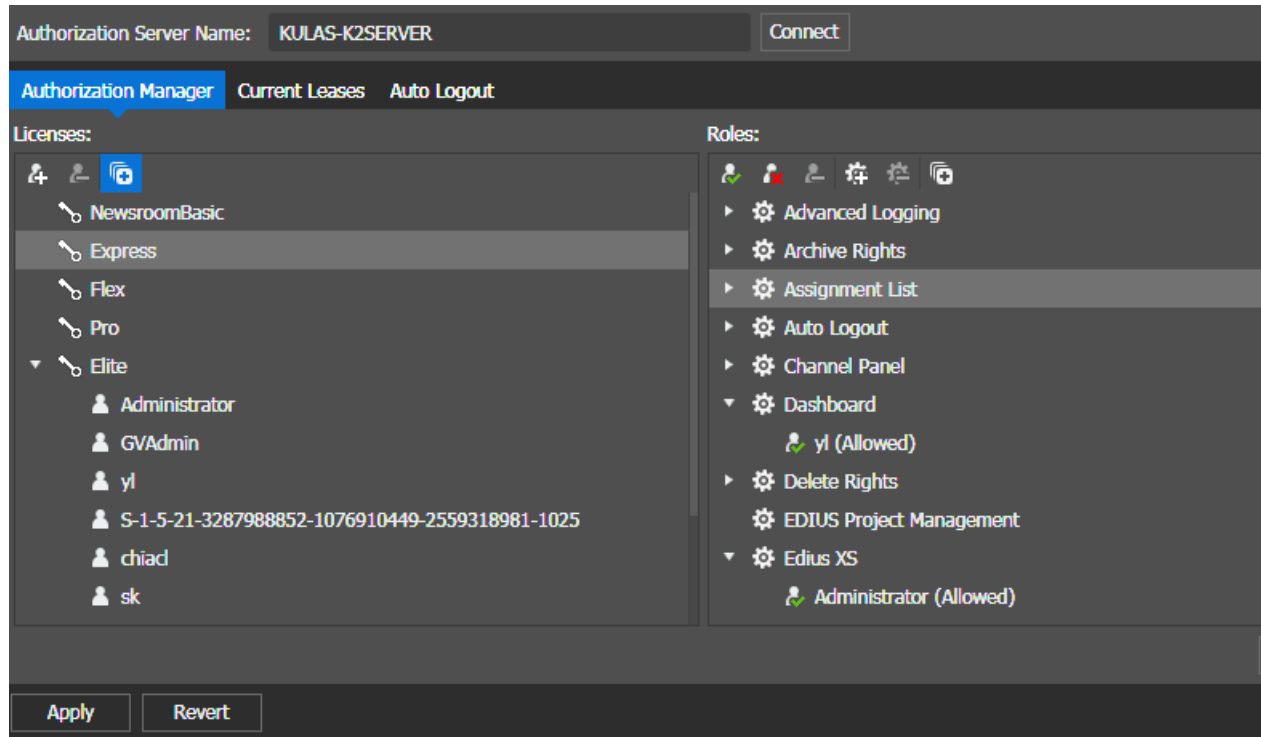 Authorization Server Name: KULAS-K2SERVER Connect
Authorization Manager Current Leases Auto Logout
Licenses:
NewsroomBasic
Express
Flex
Pro
Elite
Administrator
GVAdmin
yl
S-1-5-21-3287988852-1076910449-2559318981-1025
chiacl
sk
Roles:
Advanced Logging
Archive Rights
Assignment List
Auto Logout
Channel Panel
Dashboard
yl (Allowed)
Delete Rights
EDIUS Project Management
Edius XS
Administrator (Allowed)
Apply Revert